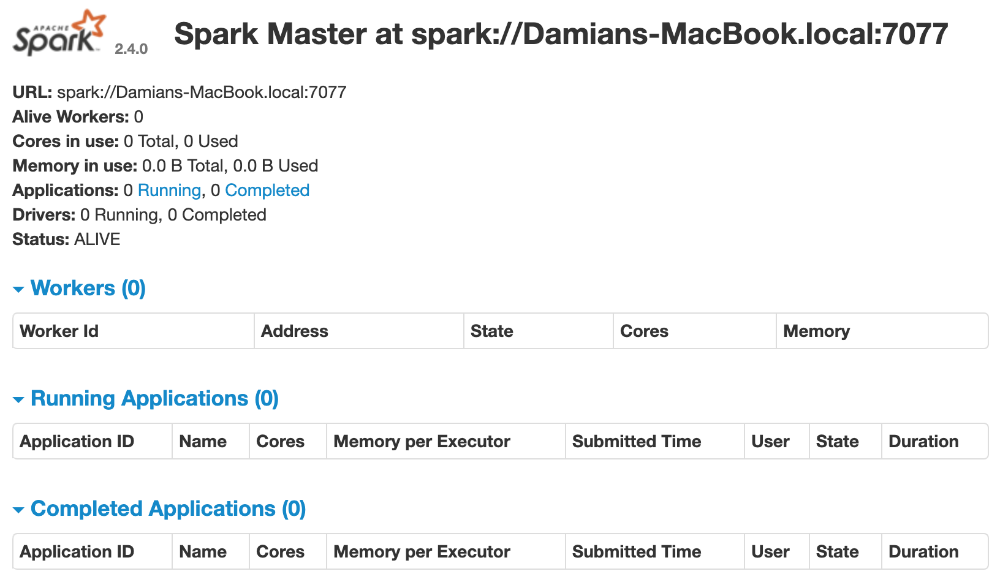 APACHE
Spark™ 2.4.0 Spark Master at spark://Damians-MacBook.local:7077
URL: spark://Damians-MacBook.local:7077
Alive Workers: 0
Cores in use: 0 Total, 0 Used
Memory in use: 0.0 B Total, 0.0 B Used
Applications: 0 Running, 0 Completed
Drivers: 0 Running, 0 Completed
Status: ALIVE
Workers (0)
Worker Id Address State Cores Memory
Running Applications (0)
Application ID Name Cores Memory per Executor Submitted Time User State Duration
Completed Applications (0)
Application ID Name Cores Memory per Executor Submitted Time User State Duration